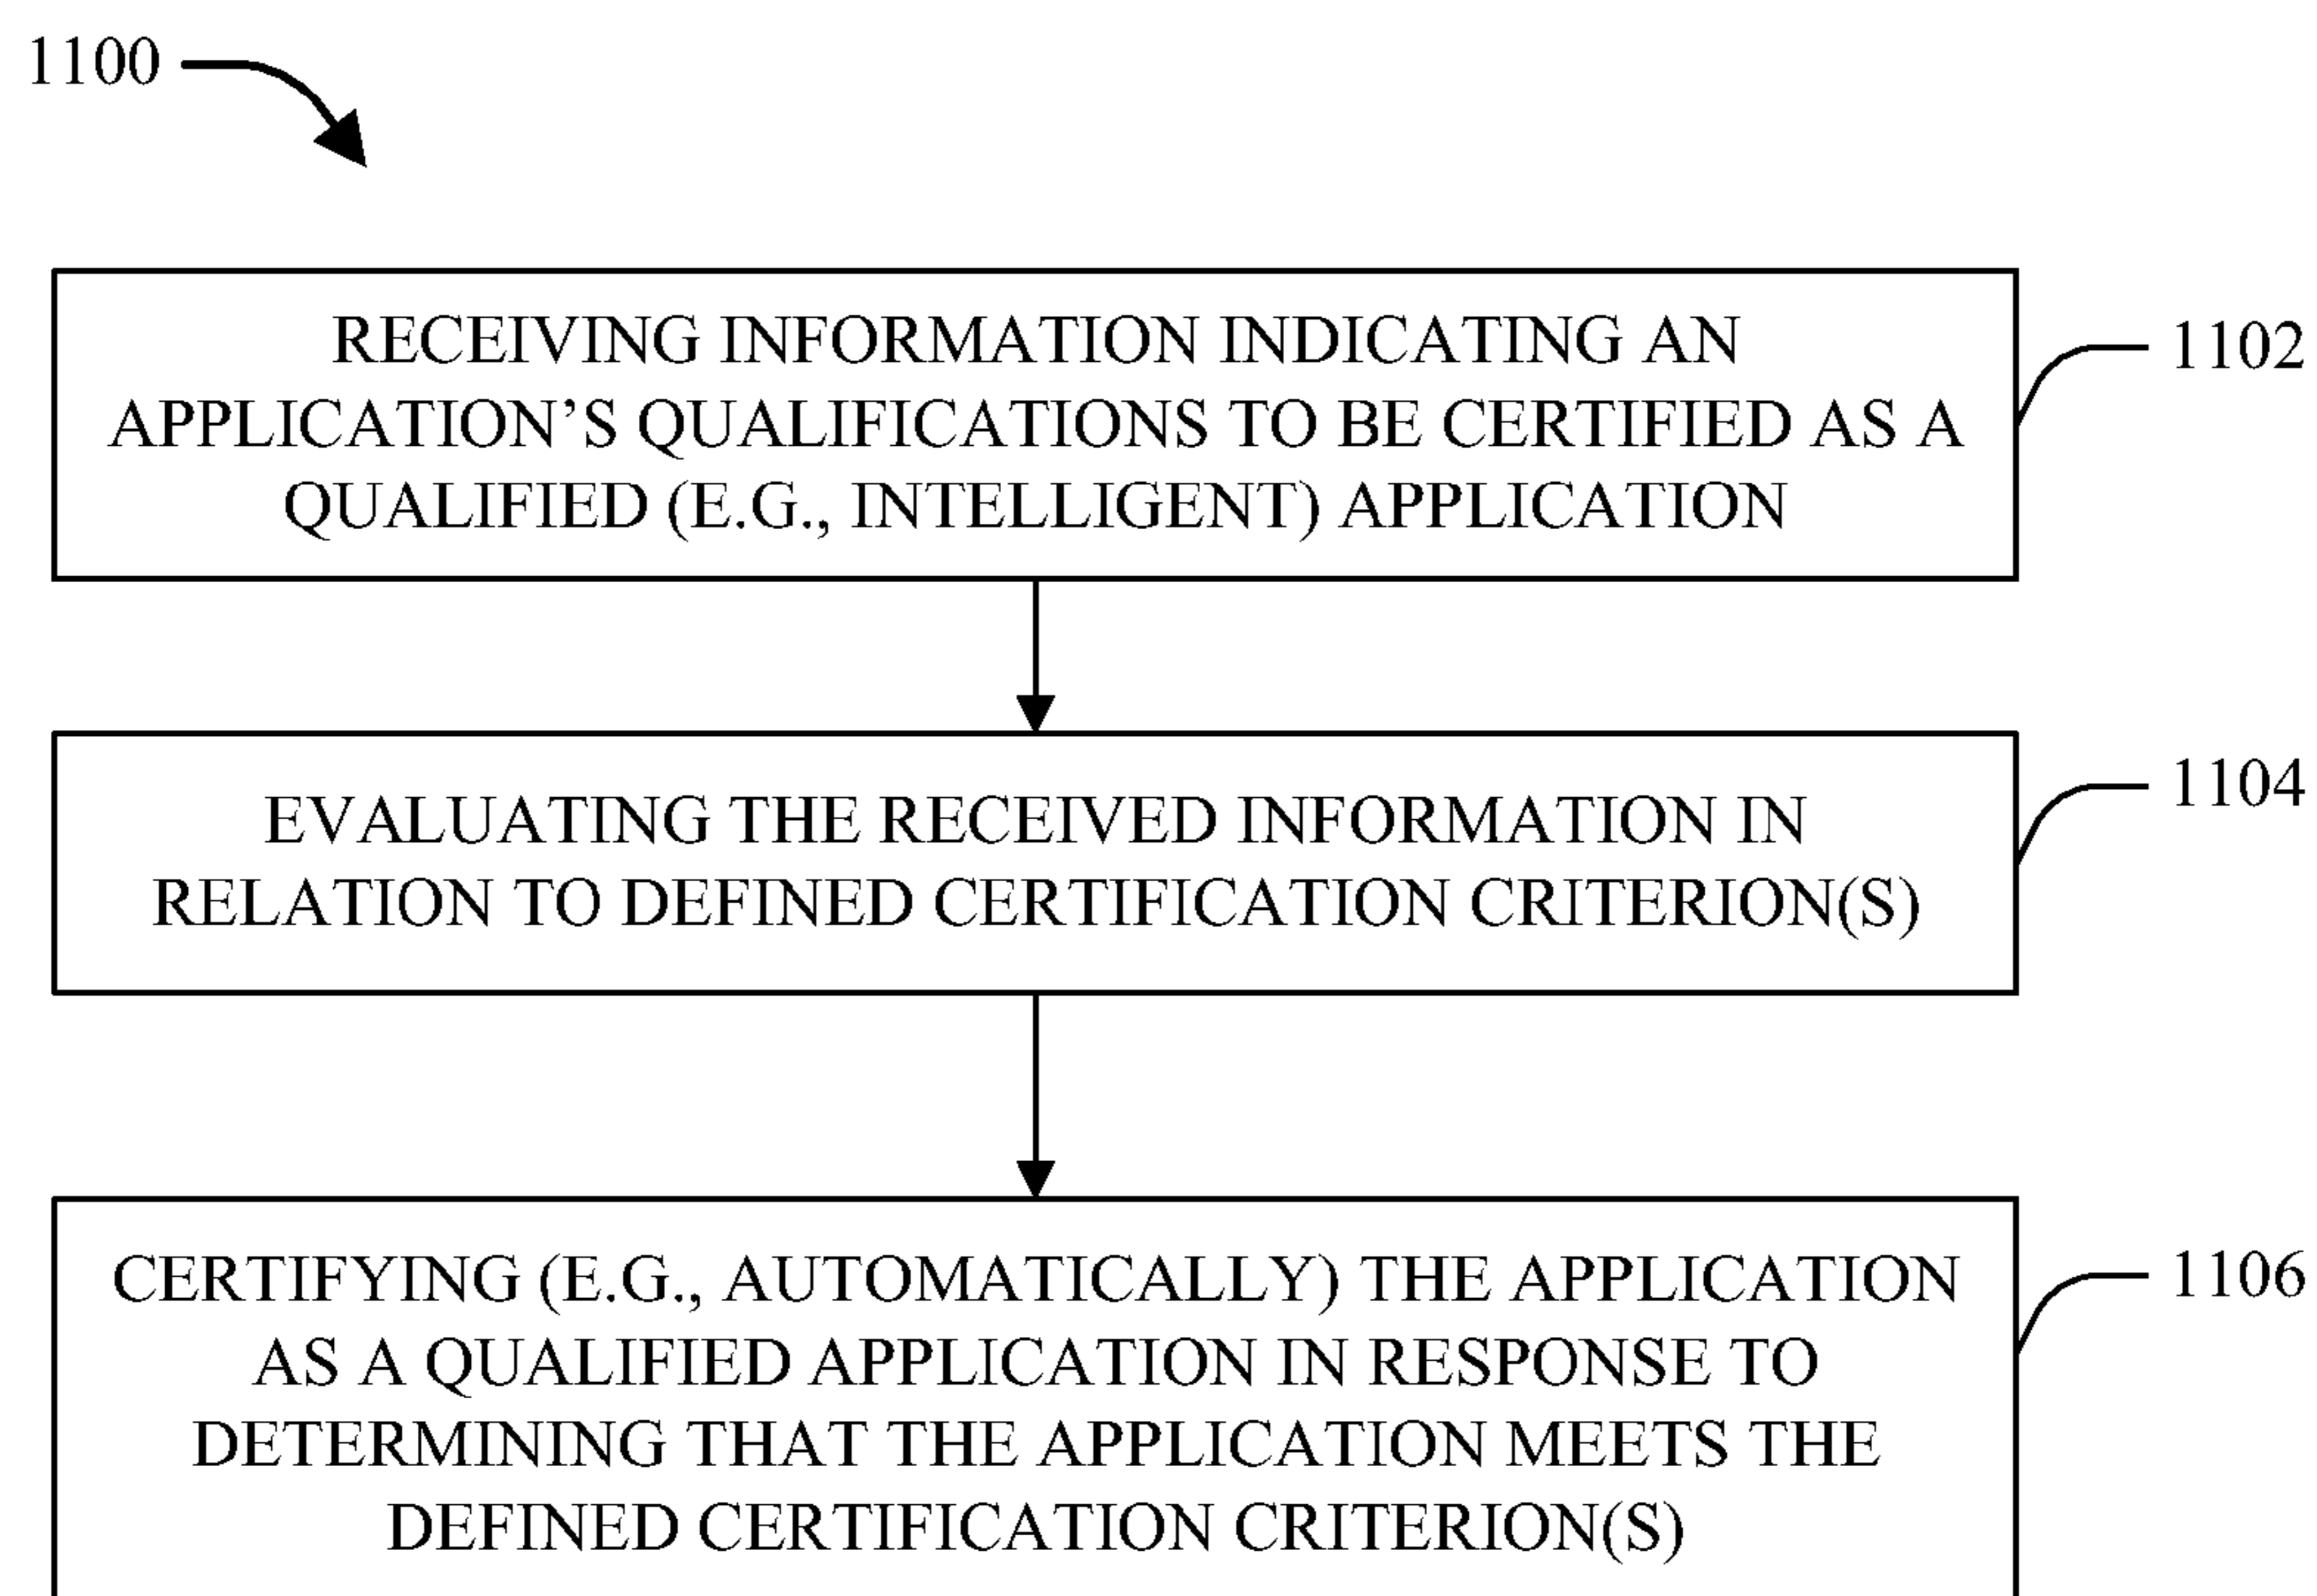 1100
RECEIVING INFORMATION INDICATING AN
APPLICATION’S QUALIFICATIONS TO BE CERTIFIED AS A
QUALIFIED (E.G., INTELLIGENT) APPLICATION
1102
EVALUATING THE RECEIVED INFORMATION IN
RELATION TO DEFINED CERTIFICATION CRITERION(S)
1104
CERTIFYING (E.G., AUTOMATICALLY) THE APPLICATION
AS A QUALIFIED APPLICATION IN RESPONSE TO
DETERMINING THAT THE APPLICATION MEETS THE
DEFINED CERTIFICATION CRITERION(S)
1106